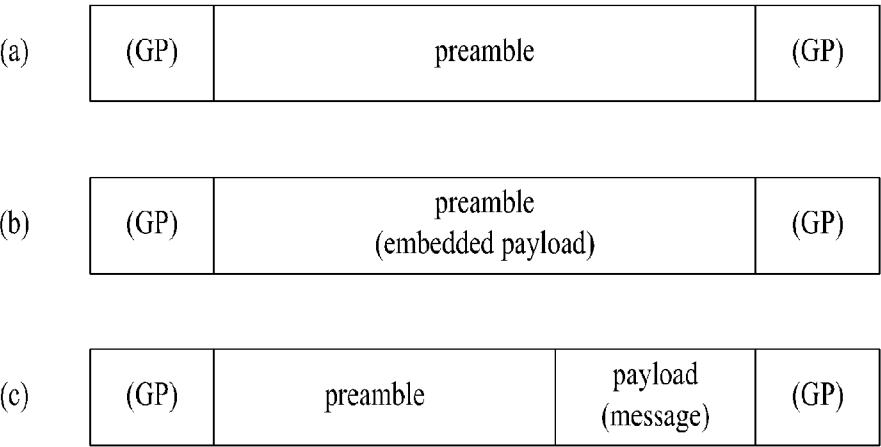 (a) (GP) preamble (GP)
(b) (GP) preamble (embedded payload) (GP)
(c) (GP) preamble payload (message) (GP)